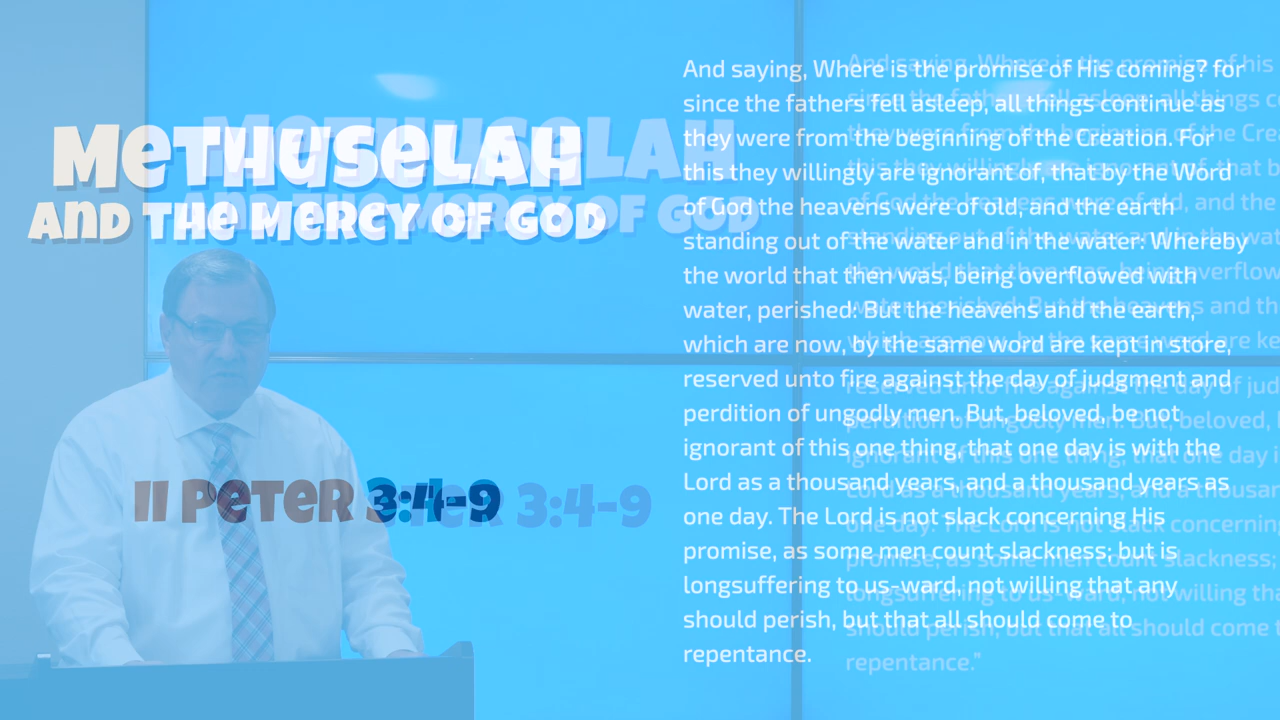 Methuselah
and the Mercy of God
II Peter 3:4-9
And saying, Where is the promise of His coming? for
since the fathers fell asleep, all things continue as
they were from the beginning of the Creation. For
this they willingly are ignorant of, that by the Word
of God the heavens were of old, and the earth
standing out of the water and in the water: Whereby
the world that then was, being overflowed with
water, perished: But the heavens and the earth,
which are now, by the same word are kept in store,
reserved unto fire against the day of judgment and
perdition of ungodly men. But, beloved, be not
ignorant of this one thing, that one day is with the
Lord as a thousand years, and a thousand years as
one day. The Lord is not slack concerning His
promise, as some men count slackness; but is
longsuffering to us-ward, not willing that any
should perish, but that all should come to
repentance.